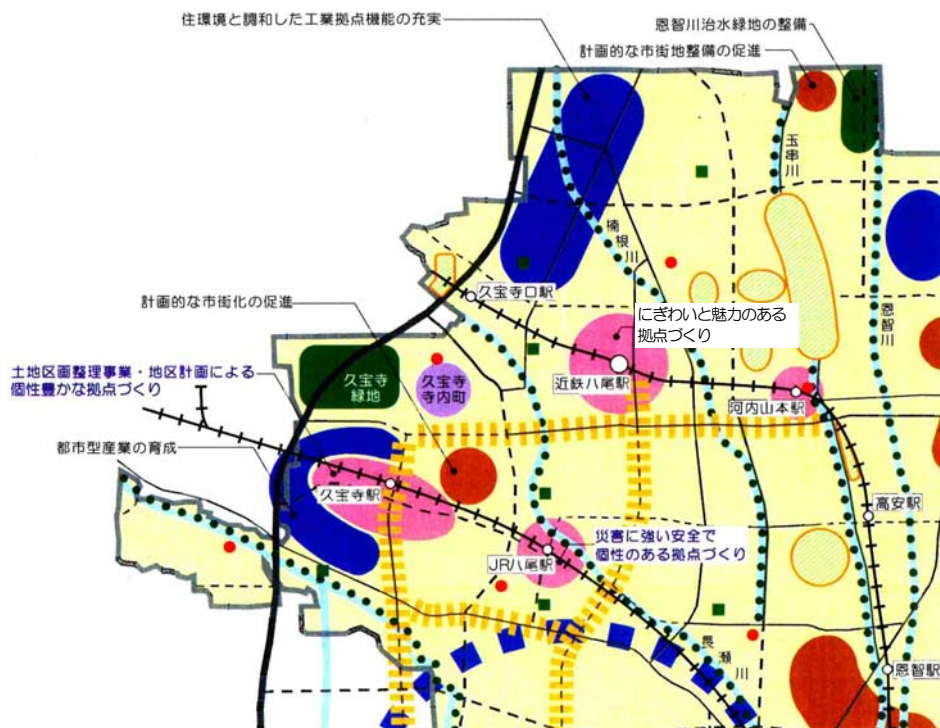 住環境と調和した工業拠点機能の充実
恩智川治水緑地の整備
計画的な市街地整備の促進
玉串川
楠根川
恩智川
久宝寺口駅
計画的な市街化の促進
にぎわいと魅力のある
拠点づくり
土地区画整理事業・地区計画による
個性豊かな拠点づくり
久宝寺
緑地
久宝寺
寺内町
近鉄八尾駅
河内山本駅
都市型産業の育成
久宝寺駅
高安駅
災害に強い安全で
個性のある拠点づくり
JR八尾駅
長瀬川
恩智駅